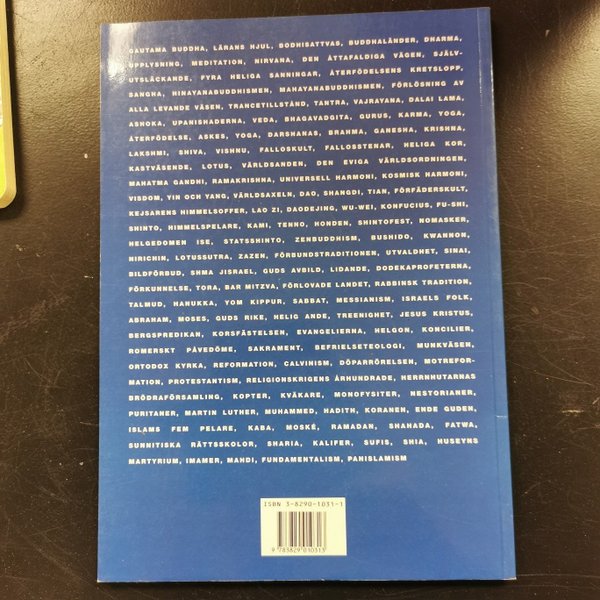 GAUTAMA BUDDHA, LÄRANS HJUL, BODHISATTVAS, BUDDHALÄNDER, DHARMA,
UPPLYSNING, MEDITATION, NIRVANA, DEN ÅTTAFALDIGA VÄGEN, SJÄLV-
UTSLÄCKANDE, FYRA HELIGA SANNINGAR, ÅTERFÖDELSENS KRETSLOPP,
SANGHA, HINAYANABUDDHISMEN, MAHAYANABUDDHISMEN, FÖRLÖSNING AV
ALLA LEVANDE VÄSEN, TRANCETILLSTÅND, TANTRA, VAJRAYANA, DALAI LAMA,
ASHOKA, UPANISHADERNA, VEDA, BHAGAVADGITA, GURUS, KARMA, YOGA,
ÅTERFÖDELSE, ASKES, YOGA, DARSHANAS, BRAHMA, GANESHA, KRISHNA,
LAKSHMI, SHIVA, VISHNU, FALLOSKULT, FALLOSSTENAR, HELIGA KOR,
KASTVÄSENDE, LOTUS, VÄRLDSANDEN, DEN EVIGA VÄRLDSORDNINGEN,
MAHATMA GANDHI, RAMAKRISHNA, UNIVERSELL HARMONI, KOSMISK HARMONI,
VISDOM, YIN OCH YANG, VÄRLDSAXELN, DAO, SHANGDI, TIAN, FÖRFÄDERSKULT,
KEJSARENS HIMMELSOFFER, LAO ZI, DAODEJING, WU-WEI, KONFUCIUS, FU-SHI,
SHINTO, HIMMELSPELARE, KAMI, TENNO, HONDEN, SHINTOFEST, NOMASKER,
HELGEDOMEN ISE, STATSSHINTO, ZENBUDDHISM, BUSHIDO, KWANNON,
NIRICHIN, LOTUSSUTRA, ZAZEN, FÖRBUNDSTRADITIONEN, UTVALDHET, SINAI,
BILDFÖRBUD, SHMA JISRAEL, GUDS AVBILD, LIDANDE, DODEKAPROFETERNA,
FÖRKUNNELSE, TORA, BAR MITZVA, FÖRLOVADE LANDET, RABBINSK TRADITION,
TALMUD, HANUKKA, YOM KIPPUR, SABBAT, MESSIANISM, ISRAELS FOLK,
ABRAHAM, MOSES, GUDS RIKE, HELIG ANDE, TREENIGHET, JESUS KRISTUS,
BERGSPREDIKAN, KORSFÄSTELSEN, EVANGELIERNA, HELGON, KONCILIER,
ROMERSKT PÅVEDÖME, SAKRAMENT, BEFRIELSETEOLOGI, MUNKVÄSEN,
ORTODOX KYRKA, REFORMATION, CALVINISM, DÖPARRÖRELSEN, MOTREFOR-
MATION, PROTESTANTISM, RELIGIONSKRIGENS ÅRHUNDRADE, HERRNHUTARNAS
BRÖDRAFÖRSAMLING, KOPTER, KVÄKARE, MONOFYSITER, NESTORIANER,
PURITANER, MARTIN LUTHER, MUHAMMED, HADITH, KORANEN, ENDE GUDEN,
ISLAMS FEM PELARE, KABA, MOSKÉ, RAMADAN, SHAHADA, FATWA,
SUNNITISKA RÄTTSSKOLOR, SHARIA, KALIFER, SUFIS, SHIA, HUSEYNS
MARTYRIUM, IMAMER, MAHDI, FUNDAMENTALISM, PANISLAMISM
ISBN 3-8290-1031-1
9 783829 010313